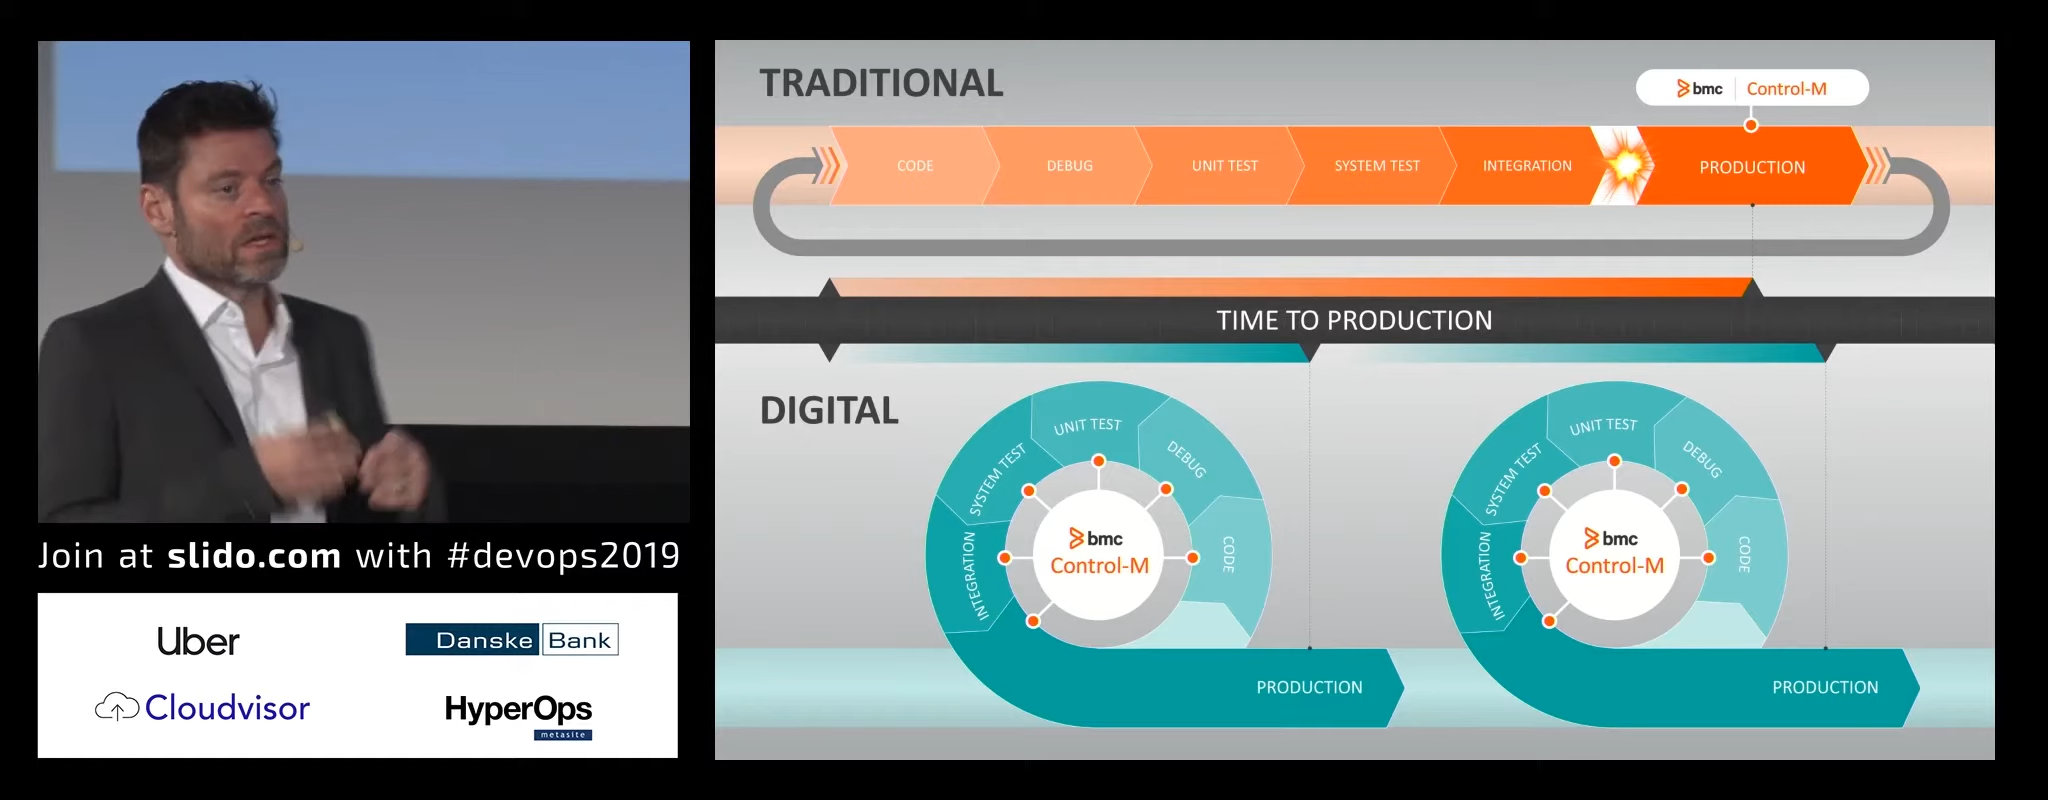 Join at slido.com with #devops2019
Uber
Danske Bank
Cloudvisor
HyperOps
metasite
TRADITIONAL
bmc Control-M
CODE
DEBUG
UNIT TEST
SYSTEM TEST
INTEGRATION
PRODUCTION
TIME TO PRODUCTION
DIGITAL
UNIT TEST
DEBUG
SYSTEM TEST
CODE
INTEGRATION
bmc
Control-M
PRODUCTION
UNIT TEST
DEBUG
SYSTEM TEST
CODE
INTEGRATION
bmc
Control-M
PRODUCTION